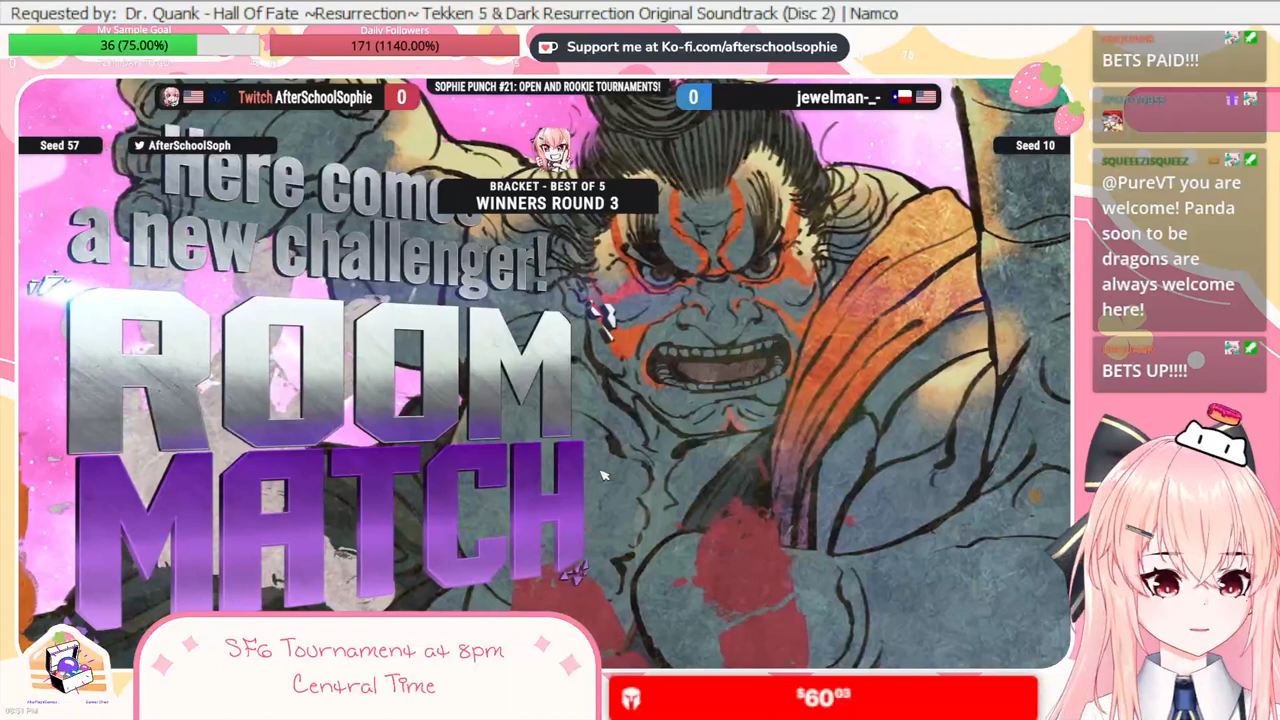 Requested by: Dr. Quank - Hall Of Fate ~Resurrection~ Tekken 5 & Dark Resurrection Original Soundtrack (Disc 2) | Namco
My Sample Goal
36 (75.00%)
0
Daily Followers
171 (1140.00%)
Support me at Ko-fi.com/afterschoolsophie
Twitch AfterSchoolSophie
0
SOPHIE PUNCH #21: OPEN AND ROOKIE TOURNAMENTS!
0
jewelman-_-
Seed 57
AfterSchoolSoph
Seed 10
BRACKET - BEST OF 5
WINNERS ROUND 3
Here comes
a new challenger!
ROOM
MATCH
BETS PAID!!!
SQUEEZISQUEEZ
@PureVT you are
welcome! Panda
soon to be
dragons are
always welcome
here!
BETS UP!!!!
SF6 Tournament at 8pm
Central Time
$60.03